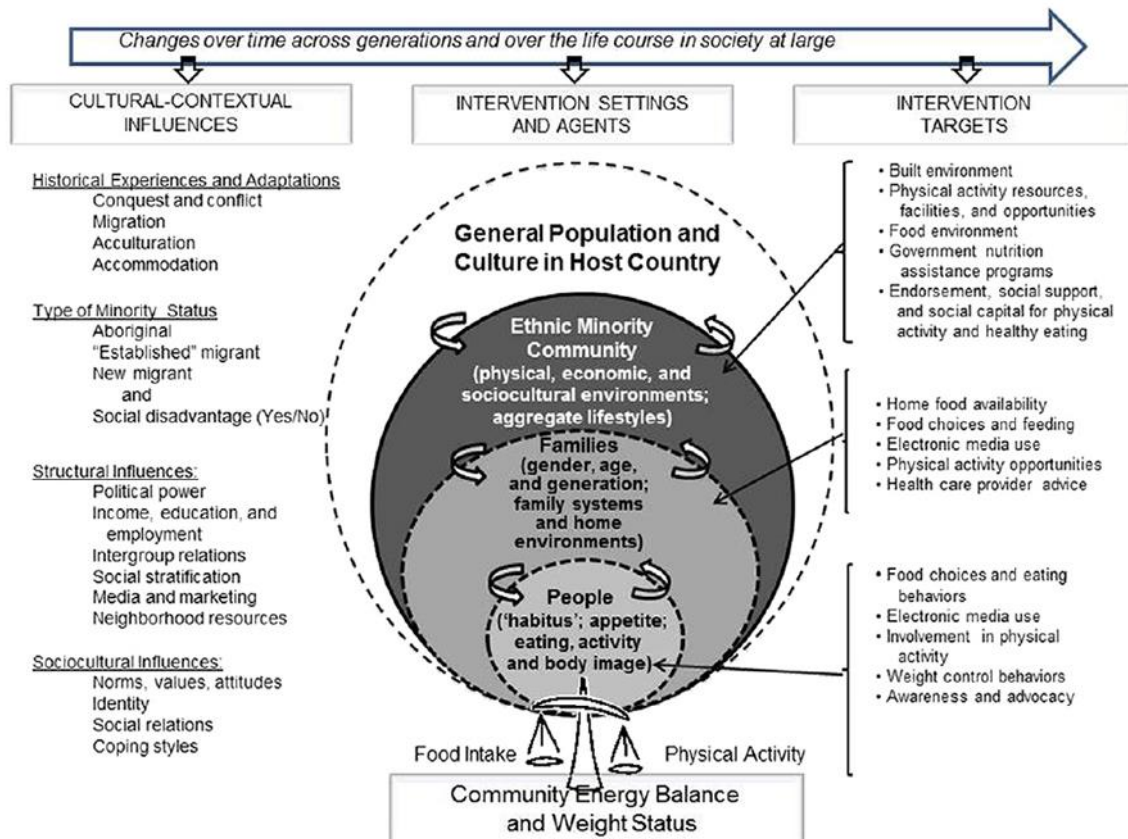 Changes over time across generations and over the life course in society at large
CULTURAL-CONTEXTUAL
INFLUENCES
Historical Experiences and Adaptations
Conquest and conflict
Migration
Acculturation
Accommodation
Type of Minority Status
Aboriginal
“Established” migrant
New migrant
and
Social disadvantage (Yes/No)
Structural Influences:
Political power
Income, education, and
employment
Intergroup relations
Social stratification
Media and marketing
Neighborhood resources
Sociocultural Influences:
Norms, values, attitudes
Identity
Social relations
Coping styles
INTERVENTION SETTINGS
AND AGENTS
General Population and
Culture in Host Country
Ethnic Minority
Community
(physical, economic, and
sociocultural environments;
aggregate lifestyles)
Families
(gender, age,
and generation;
family systems
and home
environments)
People
(‘habitus’; appetite;
eating, activity
and body image)
Food Intake
Physical Activity
Community Energy Balance
and Weight Status
INTERVENTION
TARGETS
• Built environment
• Physical activity resources,
facilities, and opportunities
• Food environment
• Government nutrition
assistance programs
• Endorsement, social support,
and social capital for physical
activity and healthy eating
• Home food availability
• Food choices and feeding
• Electronic media use
• Physical activity opportunities
• Health care provider advice
• Food choices and eating
behaviors
• Electronic media use
• Involvement in physical
activity
• Weight control behaviors
• Awareness and advocacy